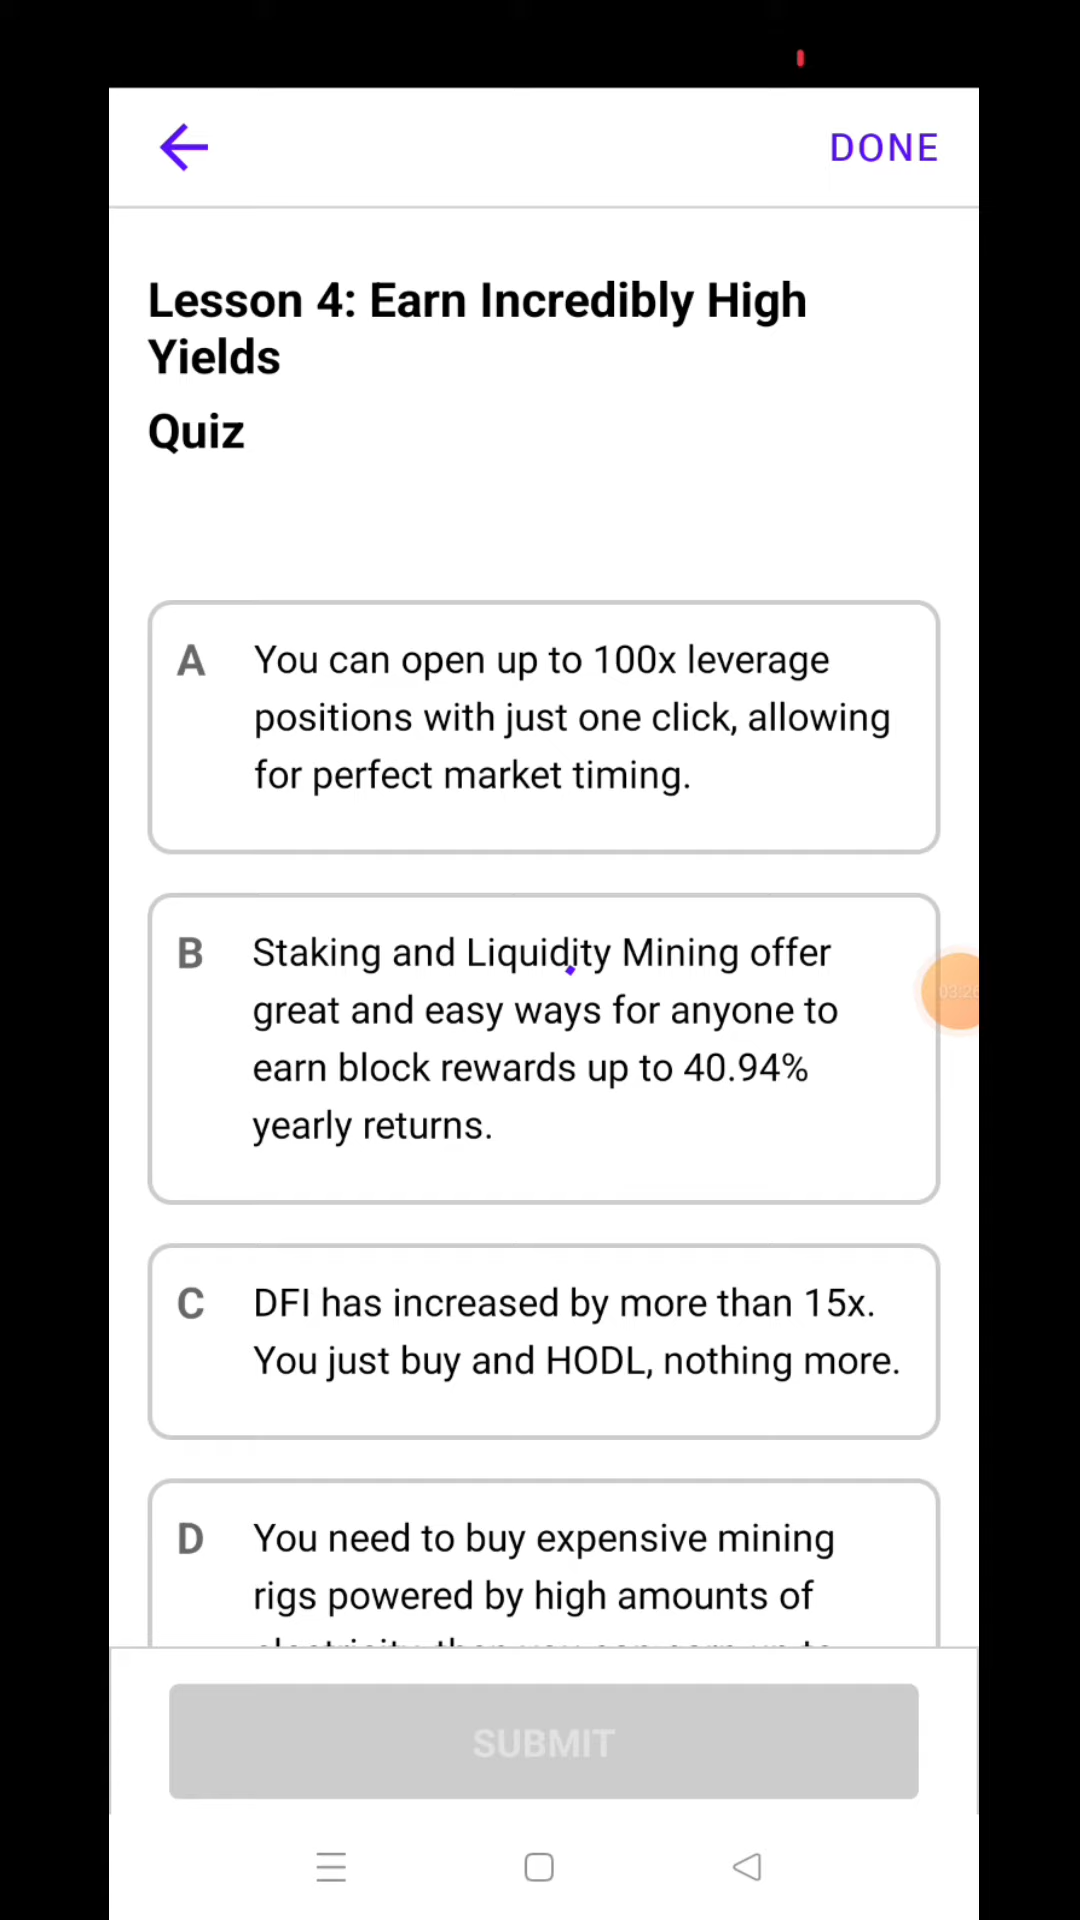 DONE
Lesson 4: Earn Incredibly High
Yields
Quiz
A You can open up to 100x leverage
positions with just one click, allowing
for perfect market timing.
B Staking and Liquidity Mining offer
great and easy ways for anyone to
earn block rewards up to 40.94%
yearly returns.
C DFI has increased by more than 15x.
You just buy and HODL, nothing more.
D You need to buy expensive mining
rigs powered by high amounts of
SUBMIT